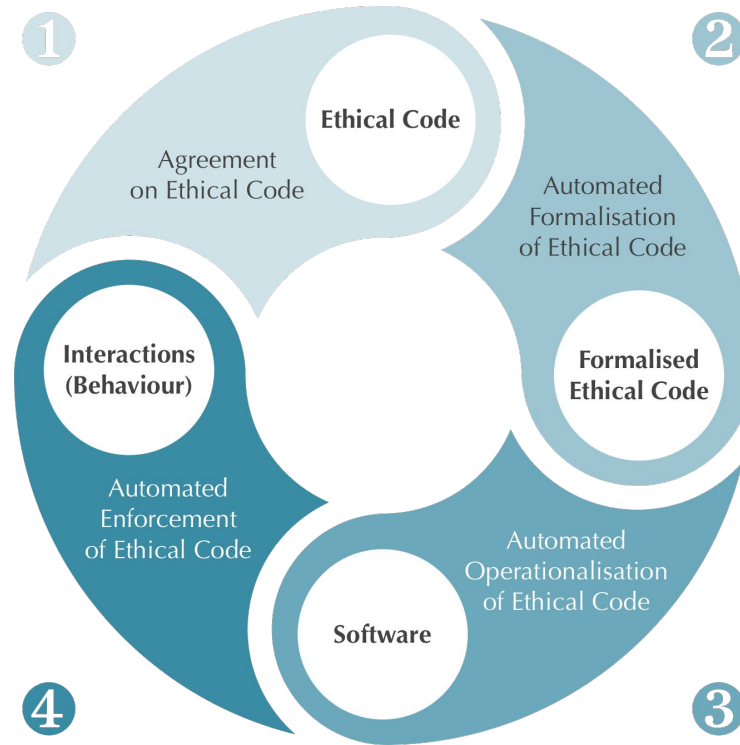 1
Ethical Code
Agreement
on Ethical Code
2
Automated
Formalisation
of Ethical Code
Formalised
Ethical Code
3
Automated
Operationalisation
of Ethical Code
Software
4
Automated
Enforcement
of Ethical Code
Interactions
(Behaviour)